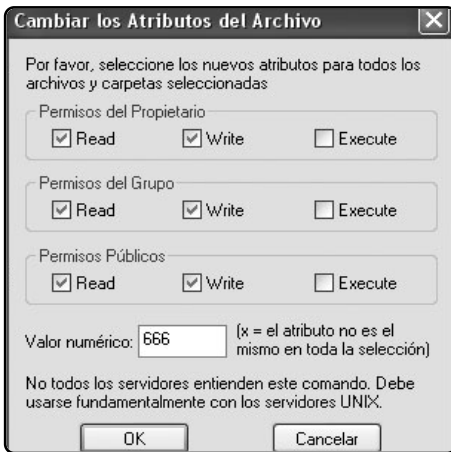 Cambiar los Atributos del Archivo
Por favor, seleccione los nuevos atributos para todos los
archivos y carpetas seleccionadas
Permisos del Propietario
Read Write Execute
Permisos del Grupo
Read Write Execute
Permisos Públicos
Read Write Execute
Valor numérico: 666 (x = el atributo no es el
mismo en toda la selección)
No todos los servidores entienden este comando. Debe
usarse fundamentalmente con los servidores UNIX.
OK Cancelar